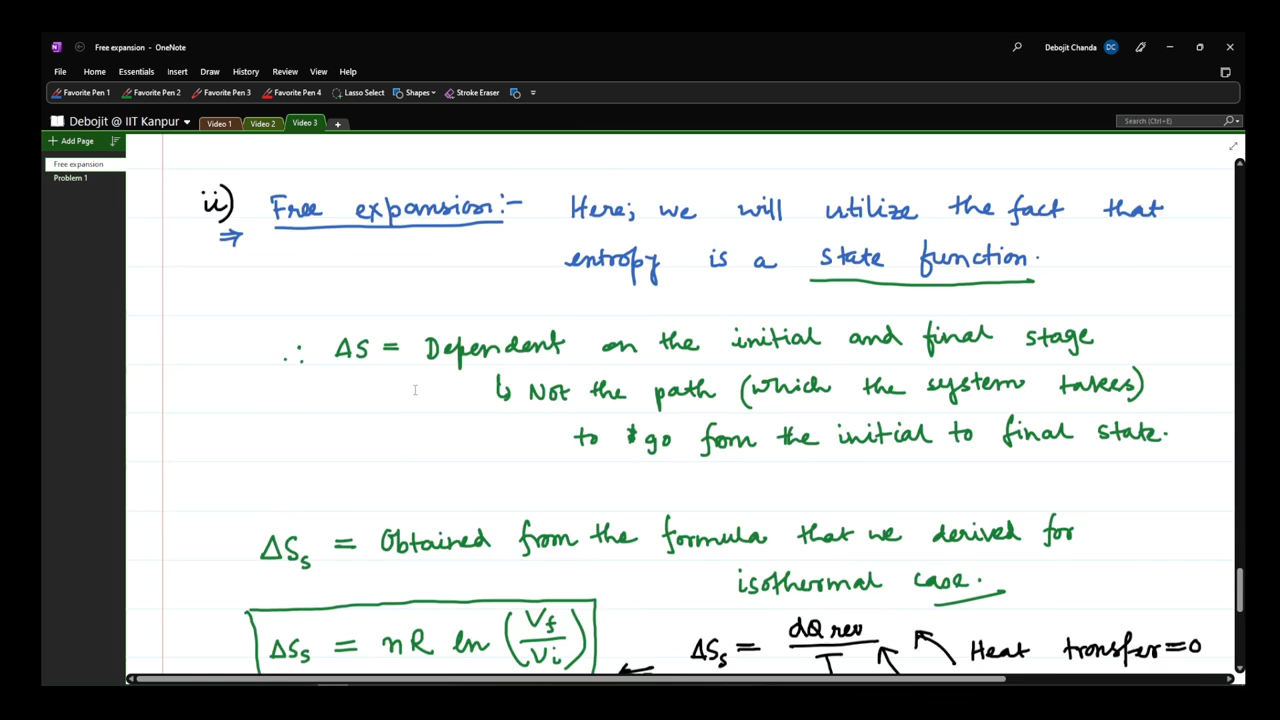 Free expansion - OneNote
Debojit Chanda DC
File Home Essentials Insert Draw History Review View Help
Favorite Pen 1 Favorite Pen 2 Favorite Pen 3 Favorite Pen 4 Lasso Select Shapes Stroke Eraser
Debojit @ IIT Kanpur Video 1 Video 2 Video 3 + Search (Ctrl+E)
+ Add Page
Free expansion
Problem 1
ii) Free expansion:- Here; we will utilize the fact that
⇒
entropy is a state function.
∴ ΔS = Dependent on the initial and final stage
↳ Not the path (which the system takes)
to go from the initial to final state.
ΔSs = Obtained from the formula that we derived for
isothermal case.
ΔSs = nR ln (Vf/Vi) ← ΔSs = dQ rev/T Heat transfer=0